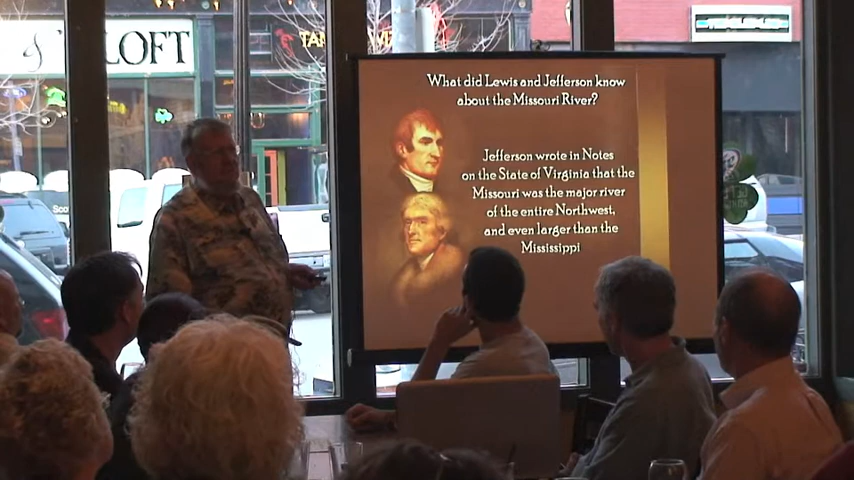 & LOFT
TAN
What did Lewis and Jefferson know
about the Missouri River?
Jefferson wrote in Notes
on the State of Virginia that the
Missouri was the major river
of the entire Northwest,
and even larger than the
Mississippi